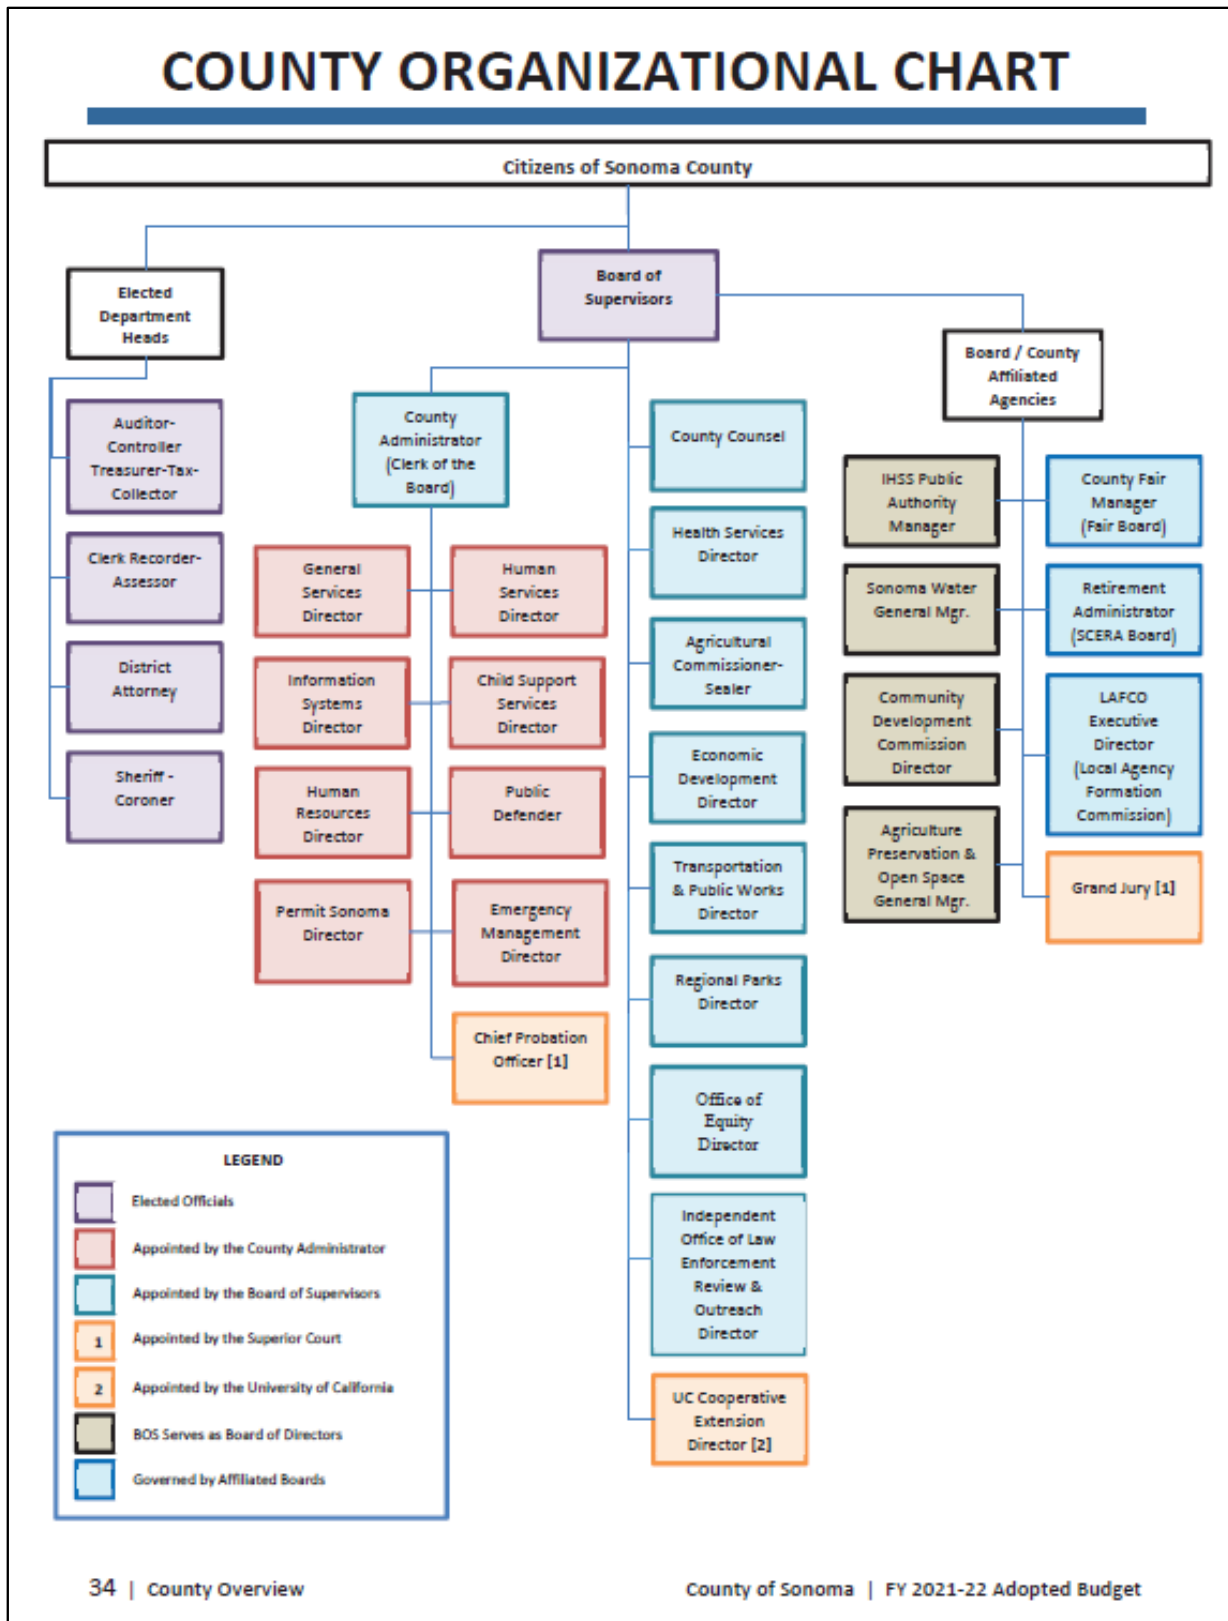 COUNTY ORGANIZATIONAL CHART
Citizens of Sonoma County
Elected
Department
Heads
Board of
Supervisors
Board / County
Affiliated
Agencies
Auditor-
Controller
Treasurer-Tax-
Collector
Clerk Recorder-
Assessor
District
Attorney
Sheriff -
Coroner
County
Administrator
(Clerk of the
Board)
General
Services
Director
Human
Services
Director
Information
Systems
Director
Child Support
Services
Director
Human
Resources
Director
Public
Defender
Permit Sonoma
Director
Emergency
Management
Director
Chief Probation
Officer [1]
County Counsel
Health Services
Director
Agricultural
Commissioner-
Sealer
Economic
Development
Director
Transportation
& Public Works
Director
Regional Parks
Director
Office of
Equity
Director
Independent
Office of Law
Enforcement
Review &
Outreach
Director
UC Cooperative
Extension
Director [2]
IHSS Public
Authority
Manager
County Fair
Manager
(Fair Board)
Sonoma Water
General Mgr.
Retirement
Administrator
(SCERA Board)
Community
Development
Commission
Director
LAFCO
Executive
Director
(Local Agency
Formation
Commission)
Agriculture
Preservation &
Open Space
General Mgr.
Grand Jury [1]
LEGEND
Elected Officials
Appointed by the County Administrator
Appointed by the Board of Supervisors
1 Appointed by the Superior Court
2 Appointed by the University of California
BOS Serves as Board of Directors
Governed by Affiliated Boards
34 | County Overview
County of Sonoma | FY 2021-22 Adopted Budget